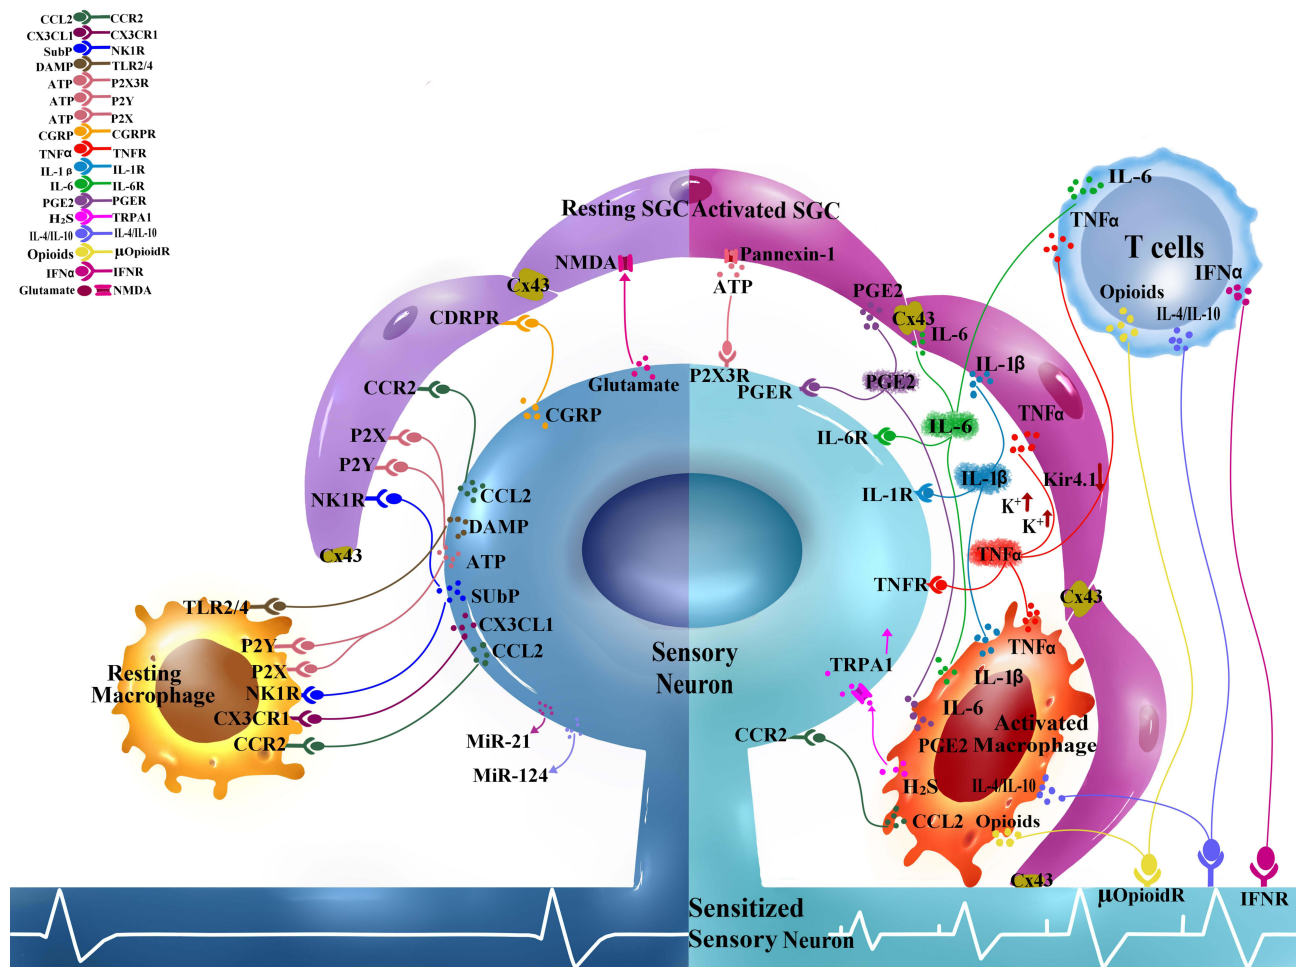 CCL2 CCR2
CX3CL1 CX3CR1
SubP NK1R
DAMP TLR2/4
ATP P2X3R
ATP P2Y
ATP P2X
CGRP CGRPR
TNFα TNFR
IL-1 β IL-1R
IL-6 IL-6R
PGE2 PGER
H₂S TRPA1
IL-4/IL-10 IL-4/IL-10
Opioids μOpioidR
IFNα IFNR
Glutamate NMDA
Resting SGC Activated SGC
NMDA
Pannexin-1
ATP
Cx43
CDRPR
CCR2
P2X
P2Y
NK1R
Cx43
Glutamate
CGRP
CCL2
DAMP
ATP
SUbP
CX3CL1
CCL2
MiR-21
MiR-124
TLR2/4
P2Y
P2X
NK1R
CX3CR1
CCR2
Resting
Macrophage
Sensory
Neuron
P2X3R
PGER
IL-6R
IL-1R
TNFR
TRPA1
CCR2
PGE2
Cx43
IL-6
PGE2
IL-1β
IL-6
TNFα
IL-1β
Kir4.1
K+
K+
TNFα
Cx43
IL-6
TNFα
T cells
IFNα
Opioids
IL-4/IL-10
TNFα
IL-1β
IL-6
PGE2
Activated
Macrophage
H₂S
IL-4/IL-10
CCL2
Opioids
Cx43
μOpioidR
IFNR
Sensitized
Sensory Neuron